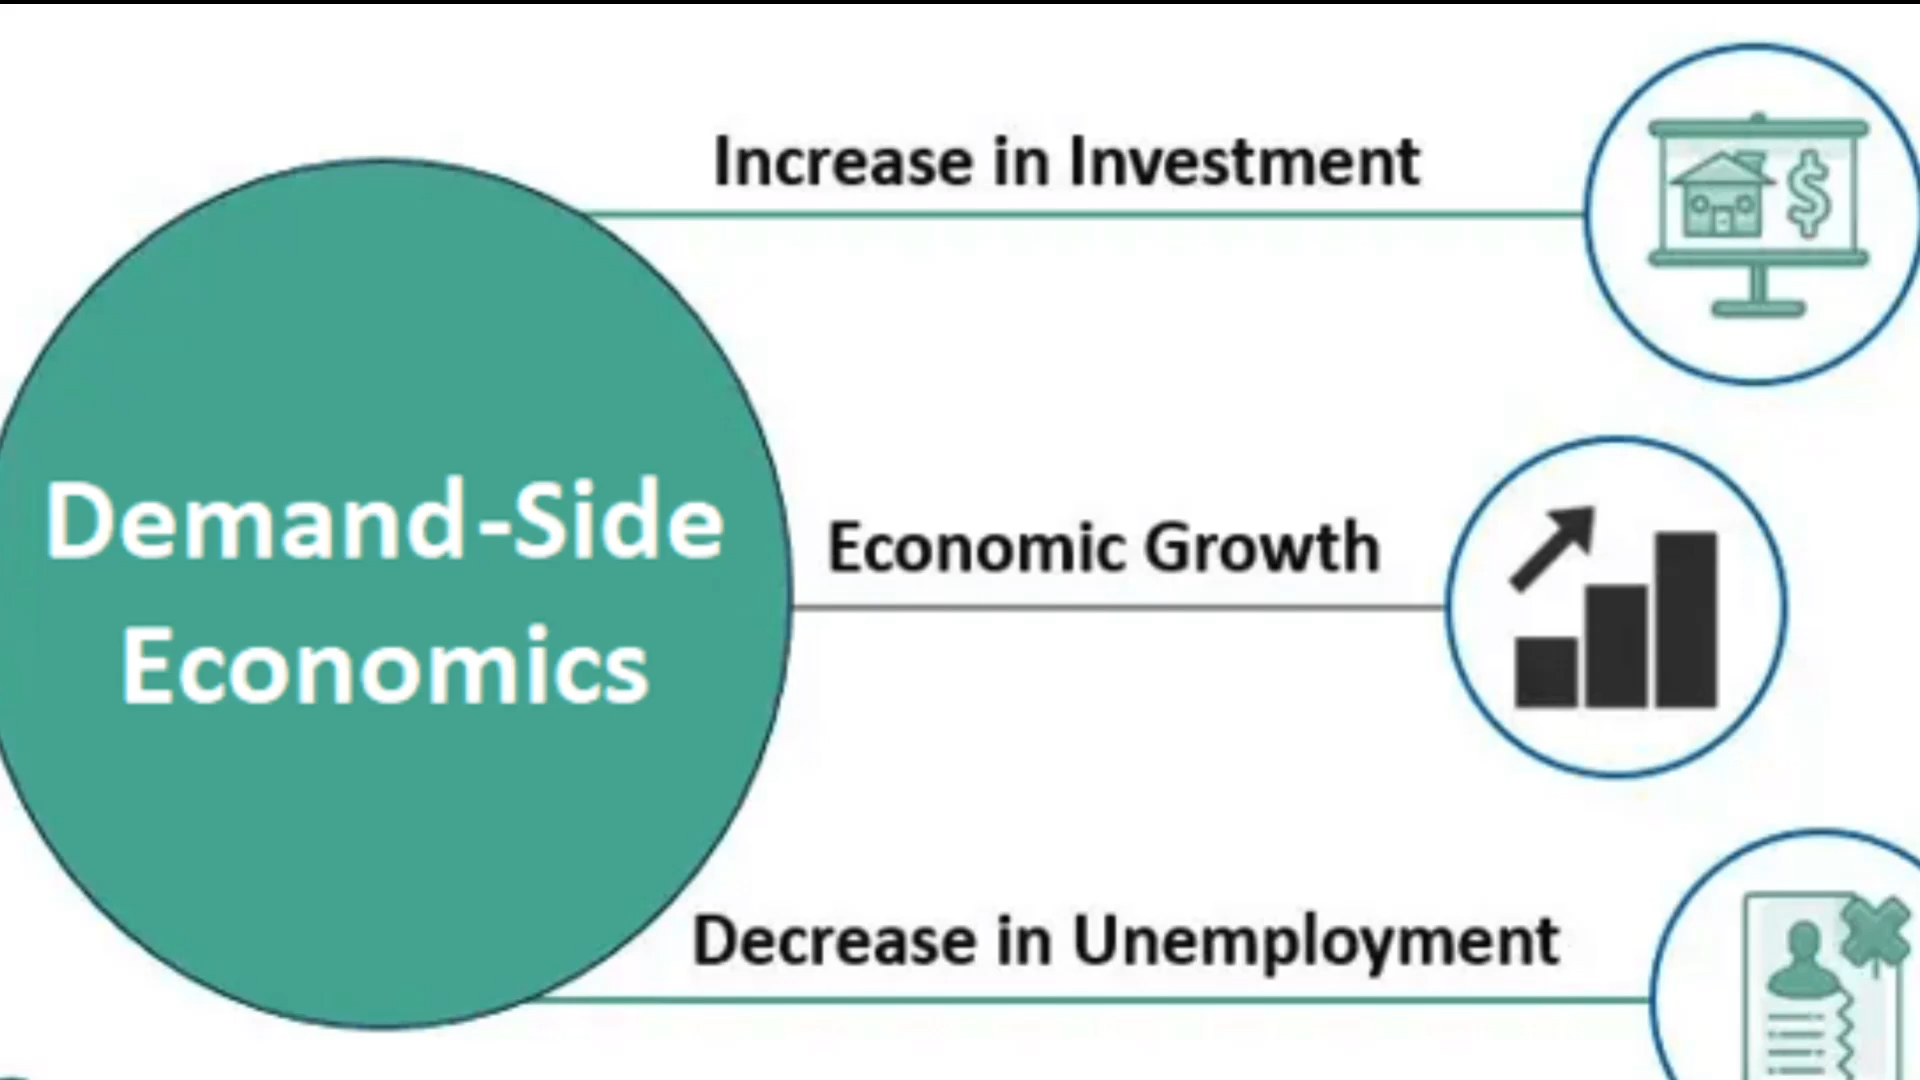 Increase in Investment
Demand-Side
Economics
Economic Growth
Decrease in Unemployment